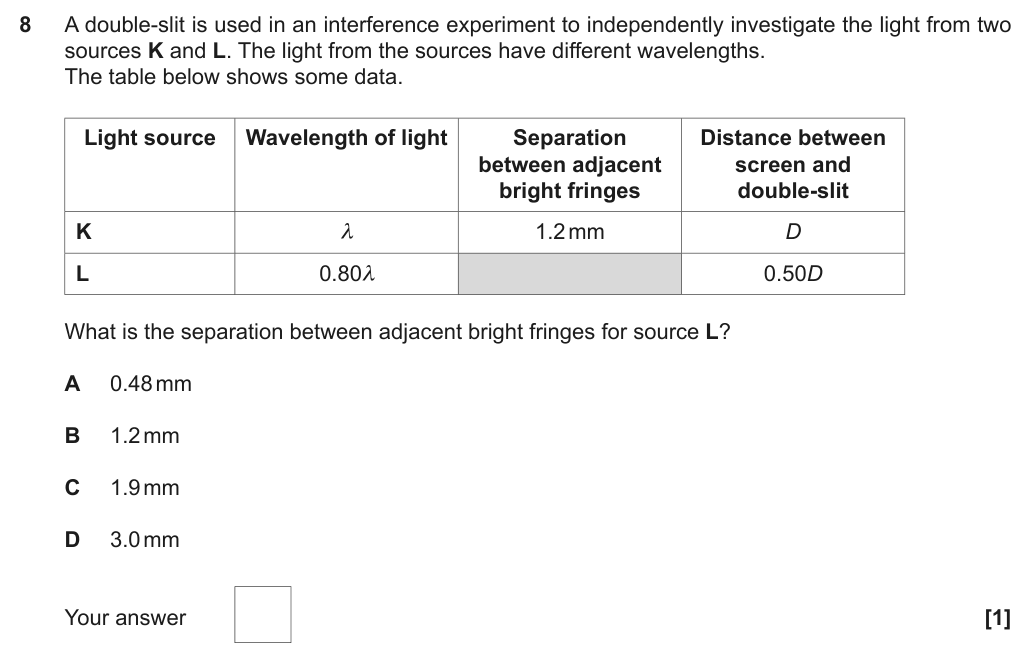 8 A double-slit is used in an interference experiment to independently investigate the light from two
sources K and L. The light from the sources have different wavelengths.
The table below shows some data.
Light source Wavelength of light Separation between adjacent bright fringes Distance between screen and double-slit
K λ 1.2 mm D
L 0.80λ 0.50D
What is the separation between adjacent bright fringes for source L?
A 0.48 mm
B 1.2 mm
C 1.9 mm
D 3.0 mm
Your answer [1]